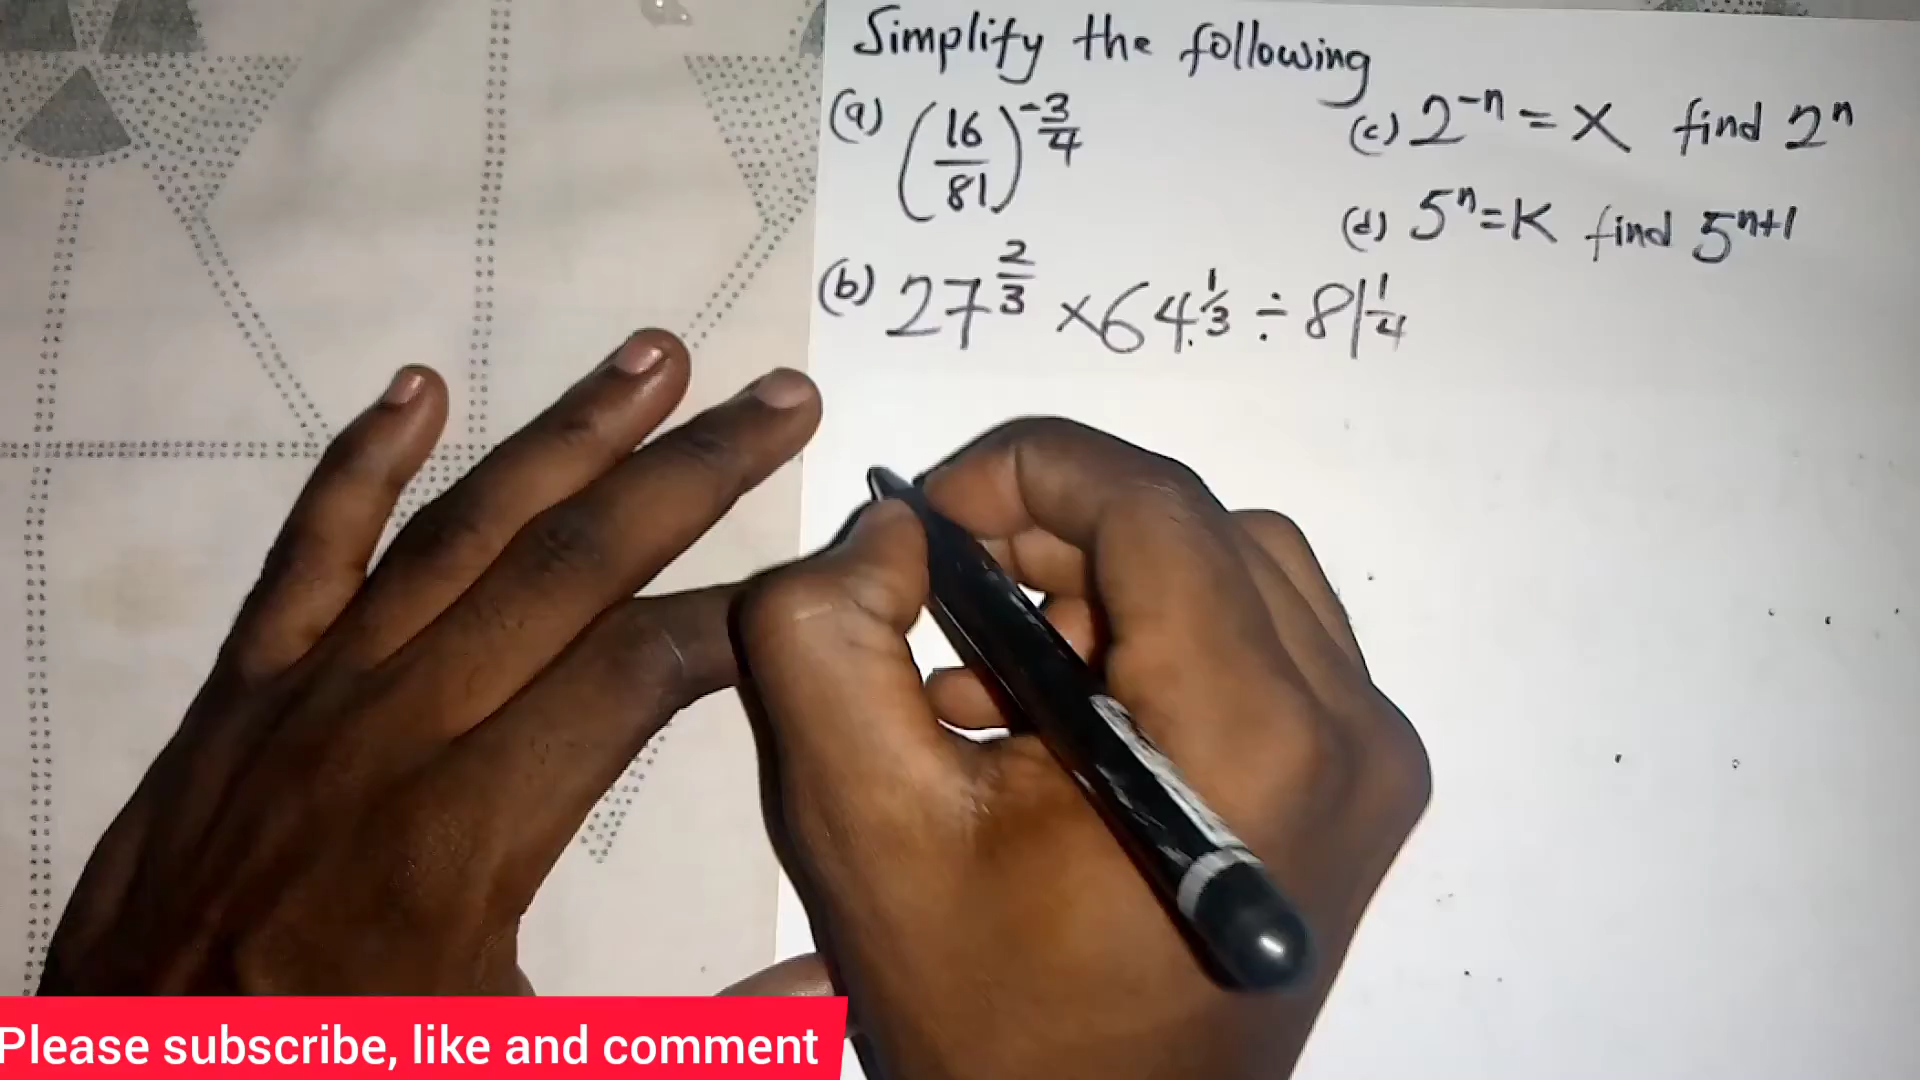 Simplify the following
(a) (16/81)^{-3/4}
(b) 27^{2/3} × 64^{1/3} ÷ 81^{1/4}
(c) 2^{-n} = X find 2^n
(d) 5^n = K find 5^{n+1}
Please subscribe, like and comment